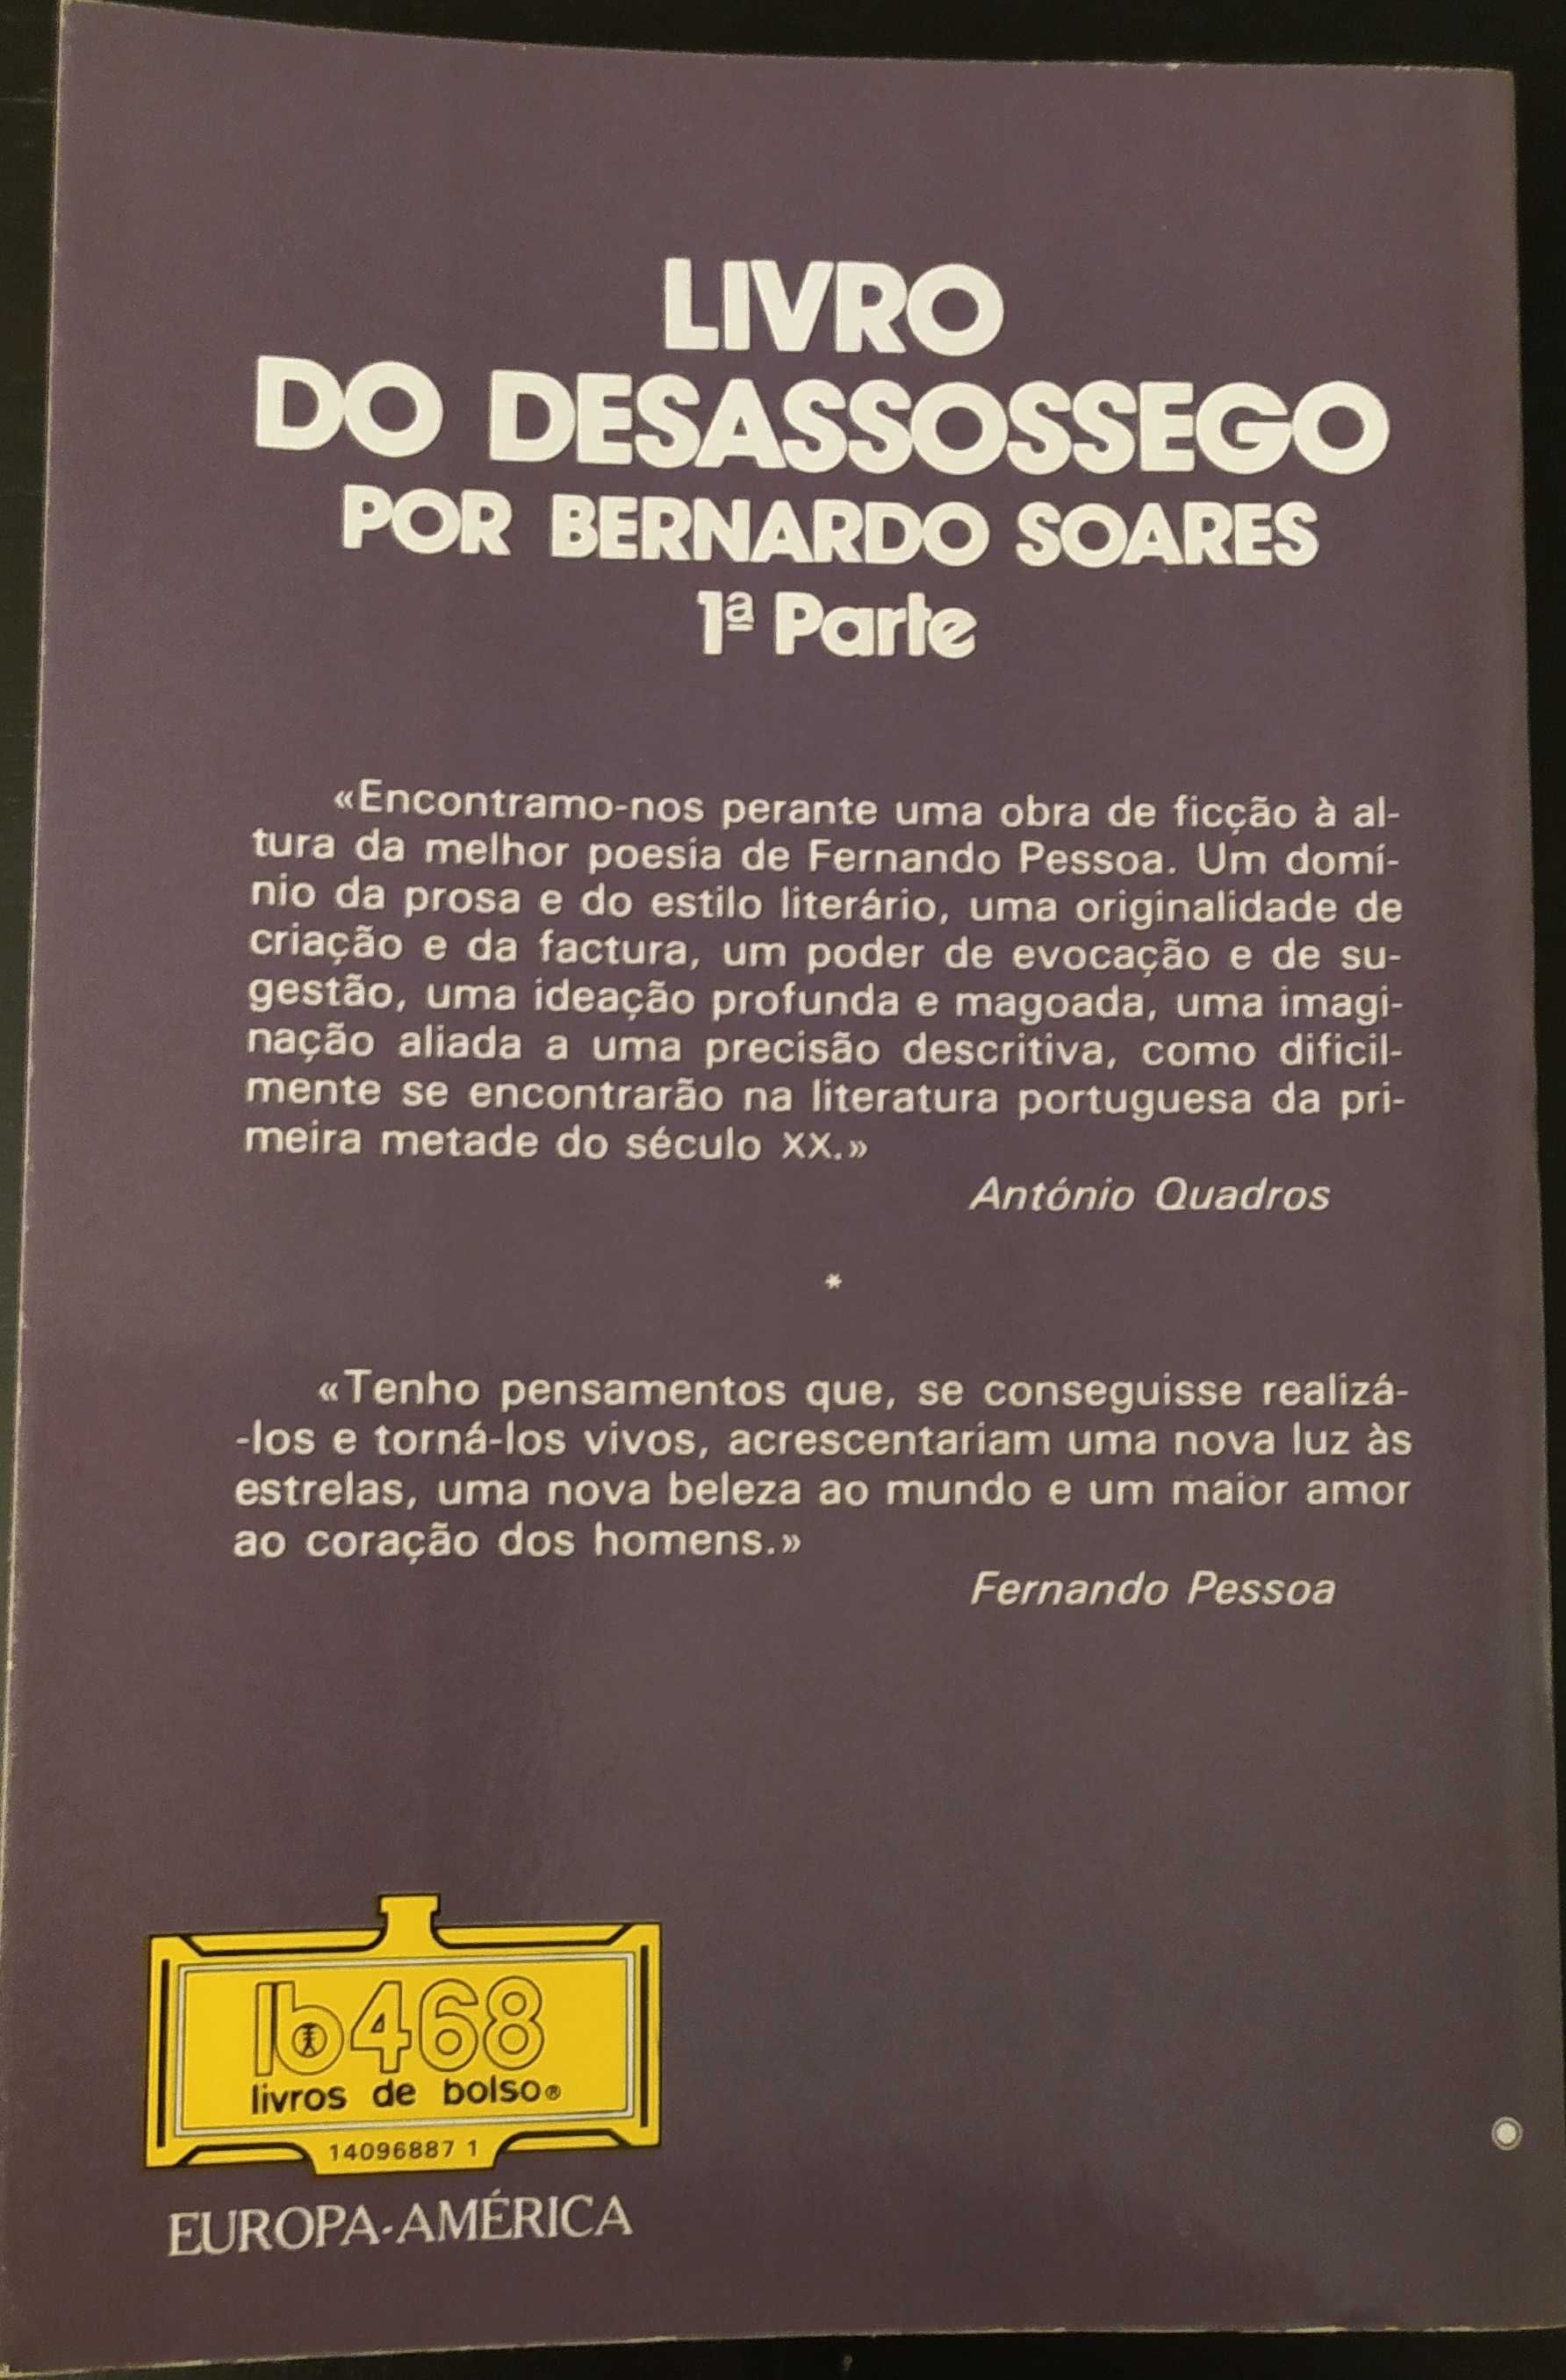 LIVRO
DO DESASSOSSEGO
POR BERNARDO SOARES
1ª Parte
«Encontramo-nos perante uma obra de ficção à al-
tura da melhor poesia de Fernando Pessoa. Um domí-
nio da prosa e do estilo literário, uma originalidade de
criação e da factura, um poder de evocação e de su-
gestão, uma ideação profunda e magoada, uma imagi-
nação aliada a uma precisão descritiva, como dificil-
mente se encontrarão na literatura portuguesa da pri-
meira metade do século XX.»
António Quadros
*
«Tenho pensamentos que, se conseguisse realizá-
-los e torná-los vivos, acrescentariam uma nova luz às
estrelas, uma nova beleza ao mundo e um maior amor
ao coração dos homens.»
Fernando Pessoa
lb468
livros de bolso®
14096887 1
EUROPA-AMÉRICA